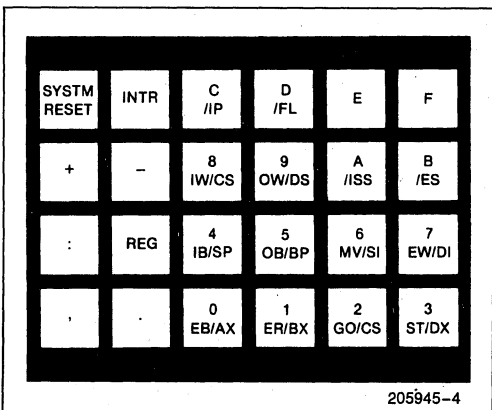 SYSTM RESET
INTR
C /IP
D /FL
E
F
+
–
8 IW/CS
9 OW/DS
A /ISS
B /ES
:
REG
4 IB/SP
5 OB/BP
6 MV/SI
7 EW/DI
,
.
0 EB/AX
1 ER/BX
2 GO/CS
3 ST/DX
205945–4